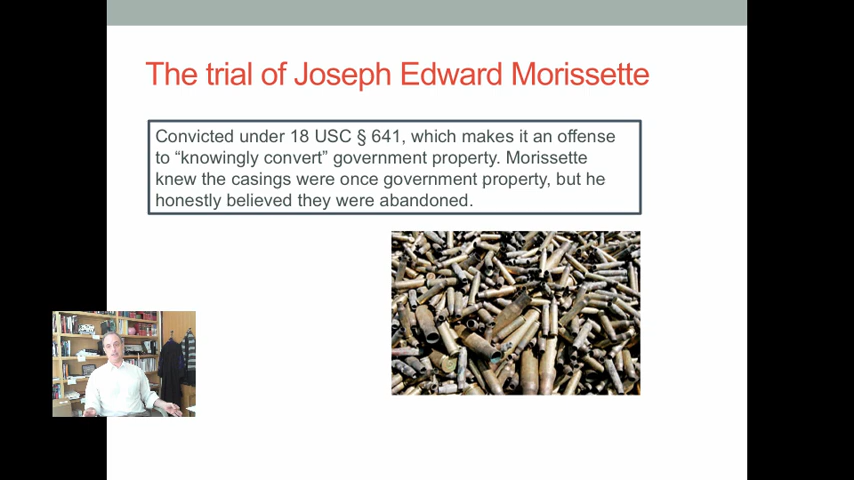 The trial of Joseph Edward Morissette
Convicted under 18 USC § 641, which makes it an offense
to “knowingly convert” government property. Morissette
knew the casings were once government property, but he
honestly believed they were abandoned.